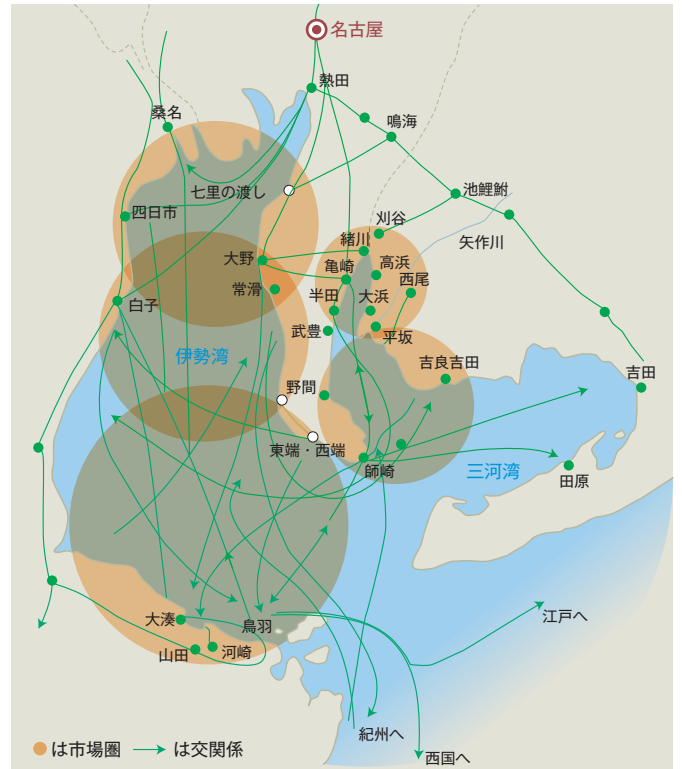 名古屋
熱田
桑名
鳴海
七里の渡し
池鯉鮒
四日市
刈谷
緒川
矢作川
大野
亀崎
高浜
常滑
半田
大浜
西尾
白子
武豊
平坂
伊勢湾
吉良吉田
吉田
野間
東端・西端
師崎
三河湾
田原
大湊
鳥羽
江戸へ
山田
河崎
紀州へ
は市場圏
は交関係
西国へ